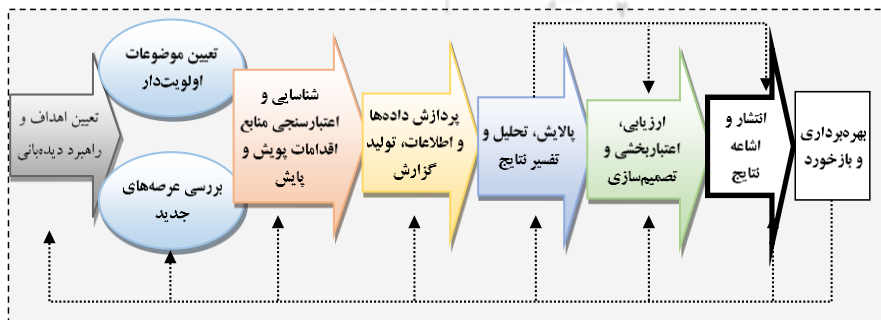 تعیین اهداف و
راهبرد دیده‌بانی
تعیین موضوعات
اولویت‌دار
بررسی عرصه‌های
جدید
شناسایی و
اعتبارسنجی منابع
اقدامات پویش و
پایش
پردازش داده‌ها
و اطلاعات، تولید
گزارش
پالایش، تحلیل و
تفسیر نتایج
ارزیابی،
اعتباربخشی و
تصمیم‌سازی
انتشار و
اشاعه
نتایج
بهره‌برداری
و بازخورد